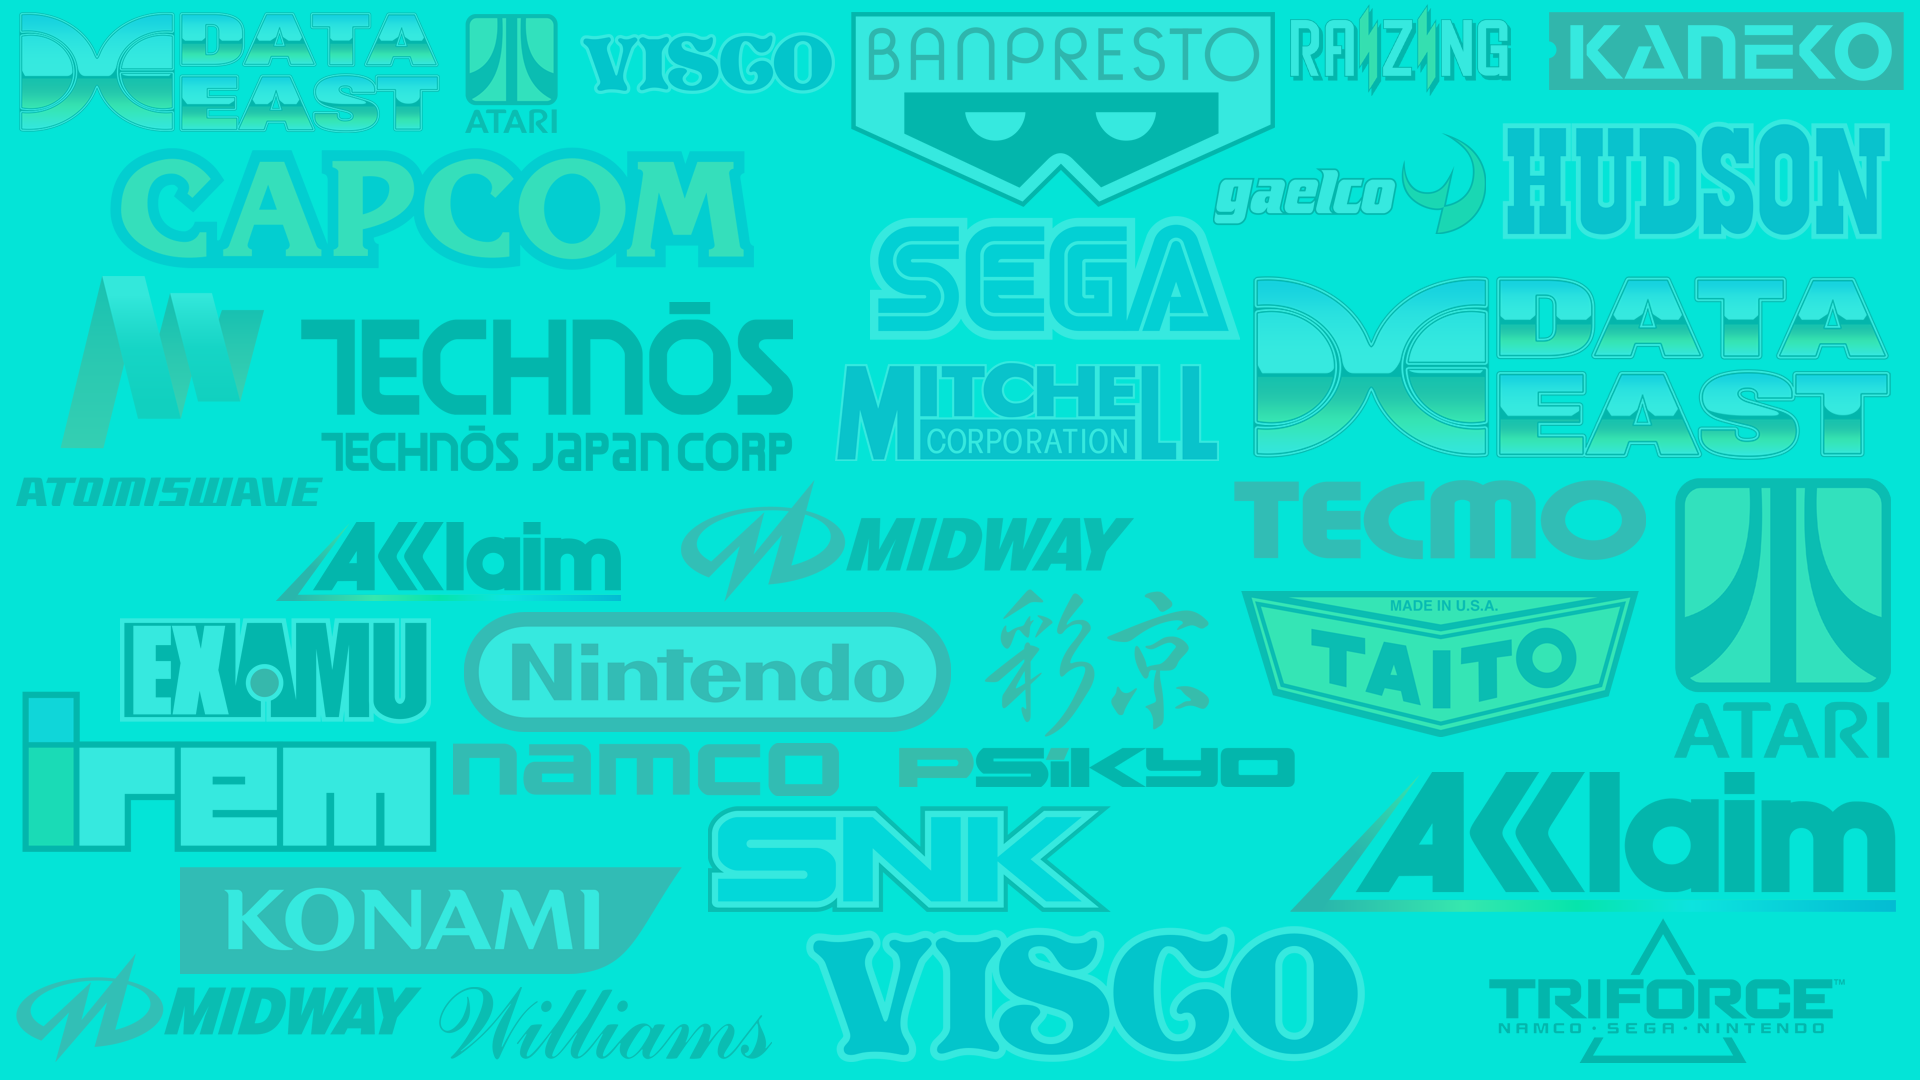 DATA
EAST
ATARI
VISCO
BANPRESTO
RAIZING
KANEKO
CAPCOM
gaelco
HUDSON
SEGA
TECHNŌS
TECHNŌS JAPAN CORP
MITCHELL
CORPORATION
DATA
EAST
ATOMISWAVE
AKKlaim
MIDWAY
TECMO
ATARI
MADE IN U.S.A.
TAITO
EXAMU
Nintendo
彩京
irem
namco
PSiKYO
SNK
AKKlaim
KONAMI
VISCO
MIDWAY
Williams
TRIFORCE™
NAMCO · SEGA · NINTENDO